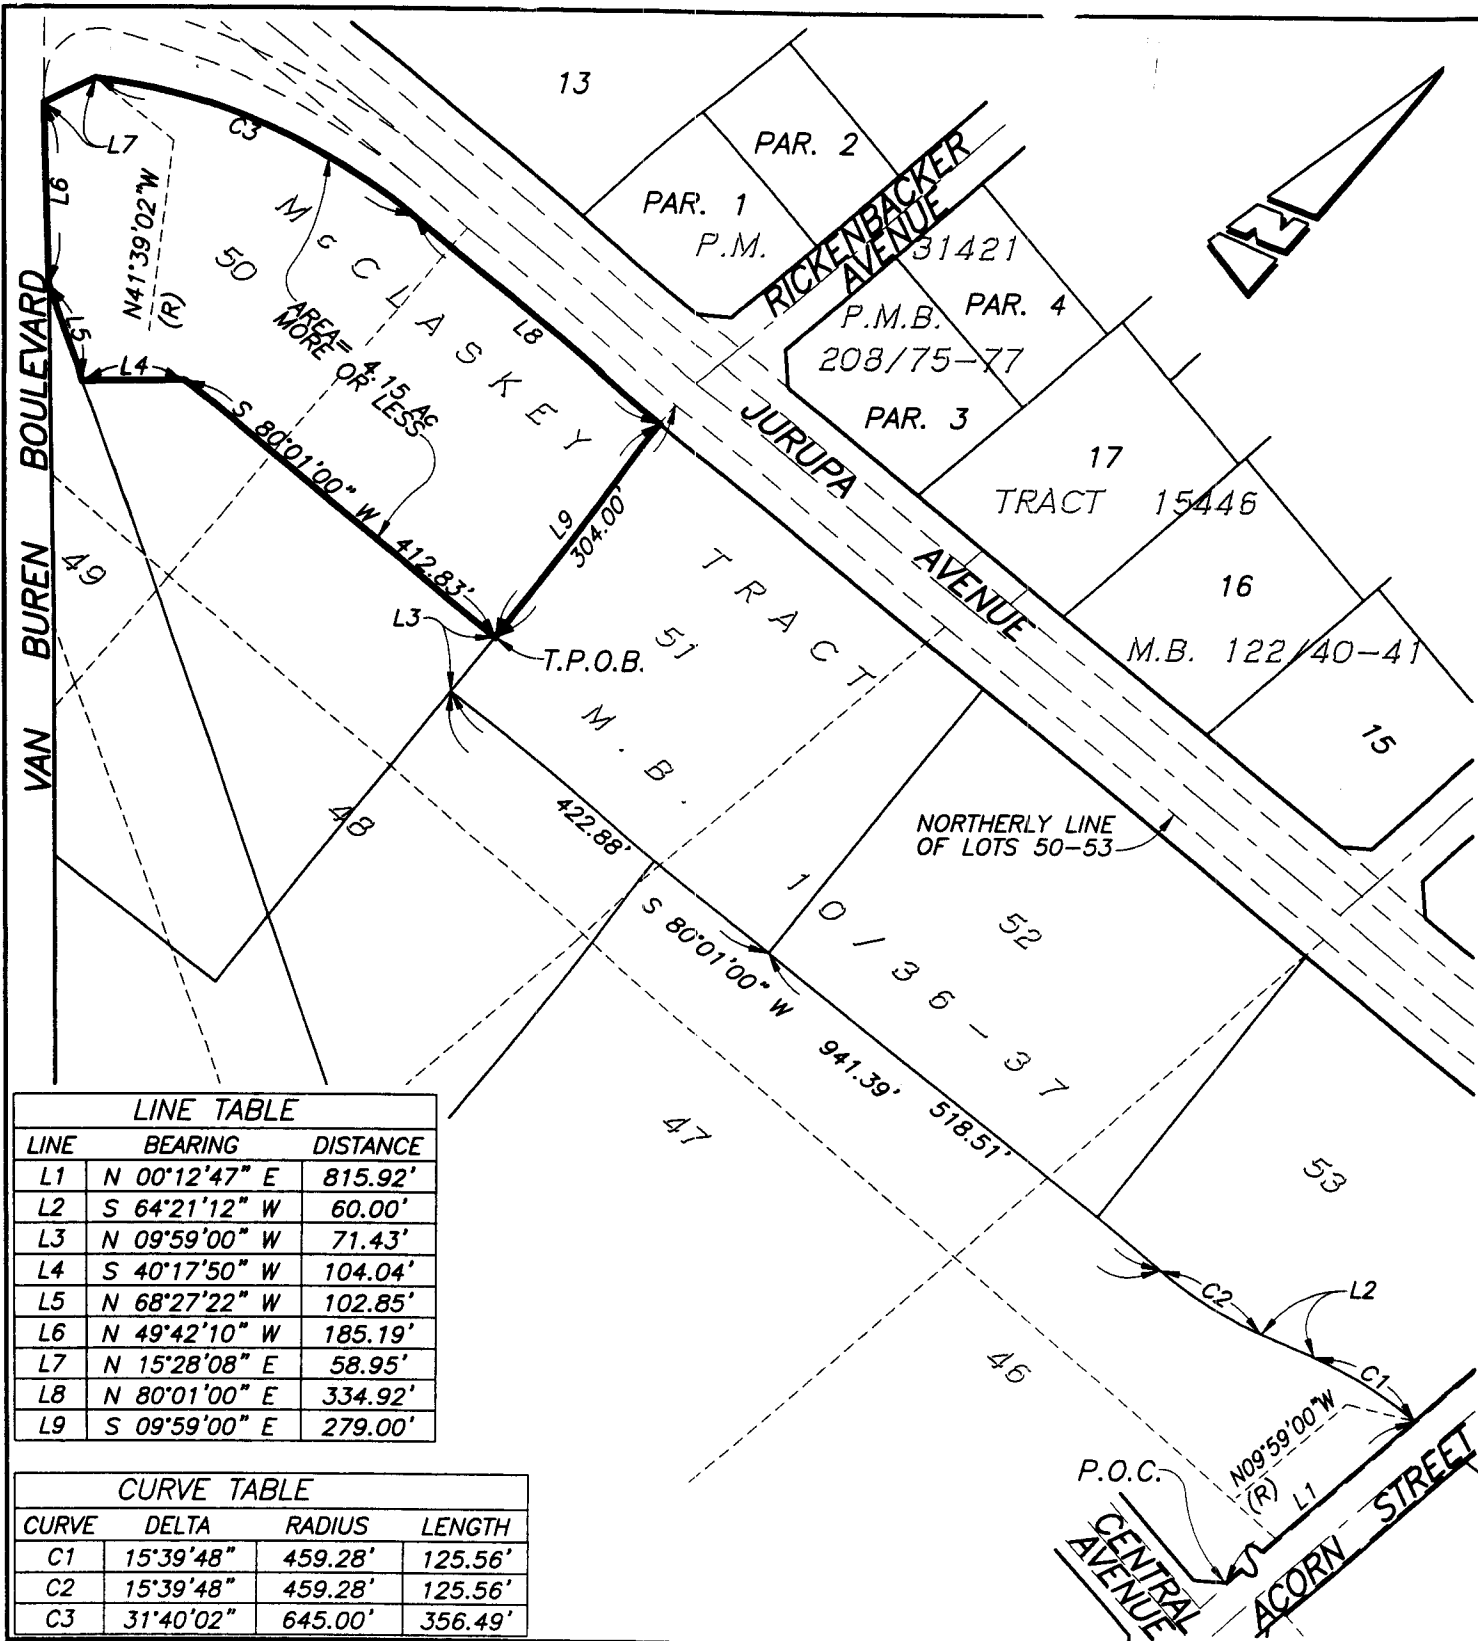 13
PAR. 2
PAR. 1
P.M. 31421
RICKENBACKER
AVENUE
PAR. 4
P.M.B.
208/75-77
PAR. 3
17
TRACT 15446
16
M.B. 122/40-41
15
N
JURUPA AVENUE
VAN BUREN BOULEVARD
L7
C3
L6
N41°39'02"W
(R)
50
McCLASKEY
AREA= 4.15 AC
MORE OR LESS
L8
L5
L4
S 80°01'00" W 412.83'
L9
304.00'
49
L3
T.P.O.B.
51
TRACT
M.B.
10/36-37
48
422.88'
NORTHERLY LINE
OF LOTS 50-53
52
S 80°01'00" W 941.39'
518.51'
47
53
C2
L2
46
C1
N09°59'00"W
(R)
L1
P.O.C.
CENTRAL
AVENUE
ACORN STREET
LINE TABLE
LINE BEARING DISTANCE
L1 N 00°12'47" E 815.92'
L2 S 64°21'12" W 60.00'
L3 N 09°59'00" W 71.43'
L4 S 40°17'50" W 104.04'
L5 N 68°27'22" W 102.85'
L6 N 49°42'10" W 185.19'
L7 N 15°28'08" E 58.95'
L8 N 80°01'00" E 334.92'
L9 S 09°59'00" E 279.00'
CURVE TABLE
CURVE DELTA RADIUS LENGTH
C1 15°39'48" 459.28' 125.56'
C2 15°39'48" 459.28' 125.56'
C3 31°40'02" 645.00' 356.49'